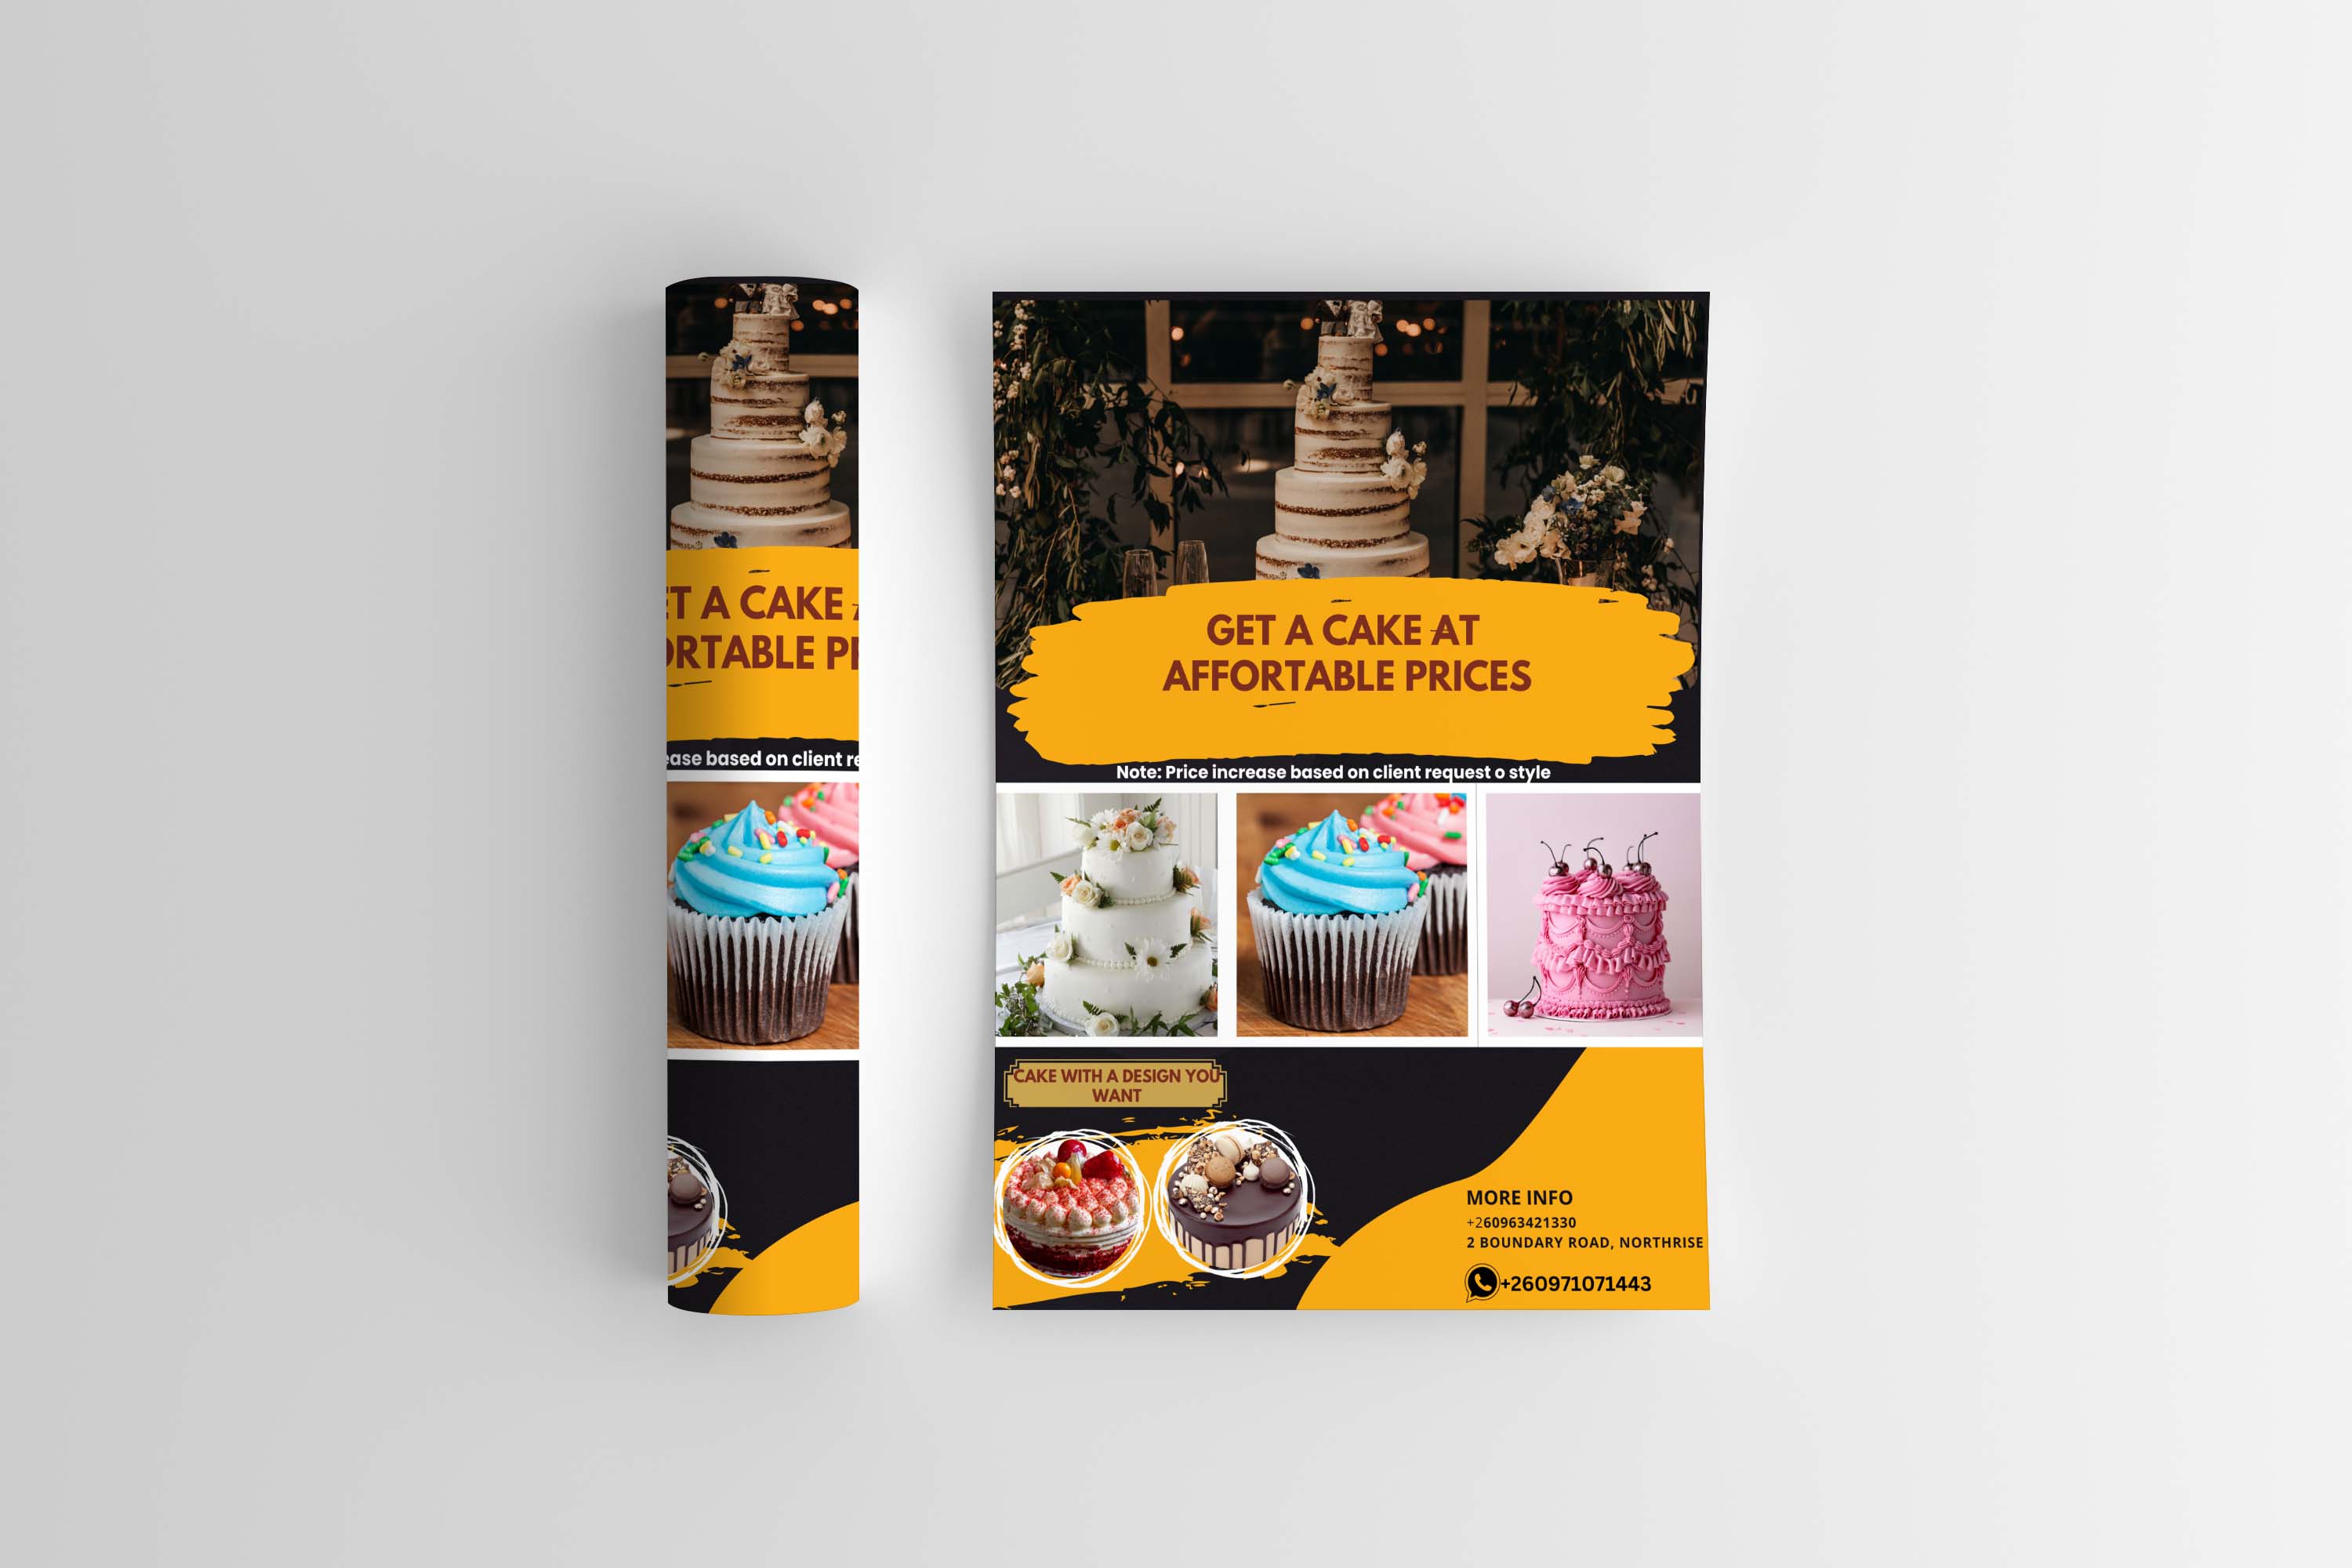 ET A CAKE
ORTABLE PR
ease based on client re
GET A CAKE AT
AFFORTABLE PRICES
Note: Price increase based on client request o style
CAKE WITH A DESIGN YOU
WANT
MORE INFO
+260963421330
2 BOUNDARY ROAD, NORTHRISE
+260971071443